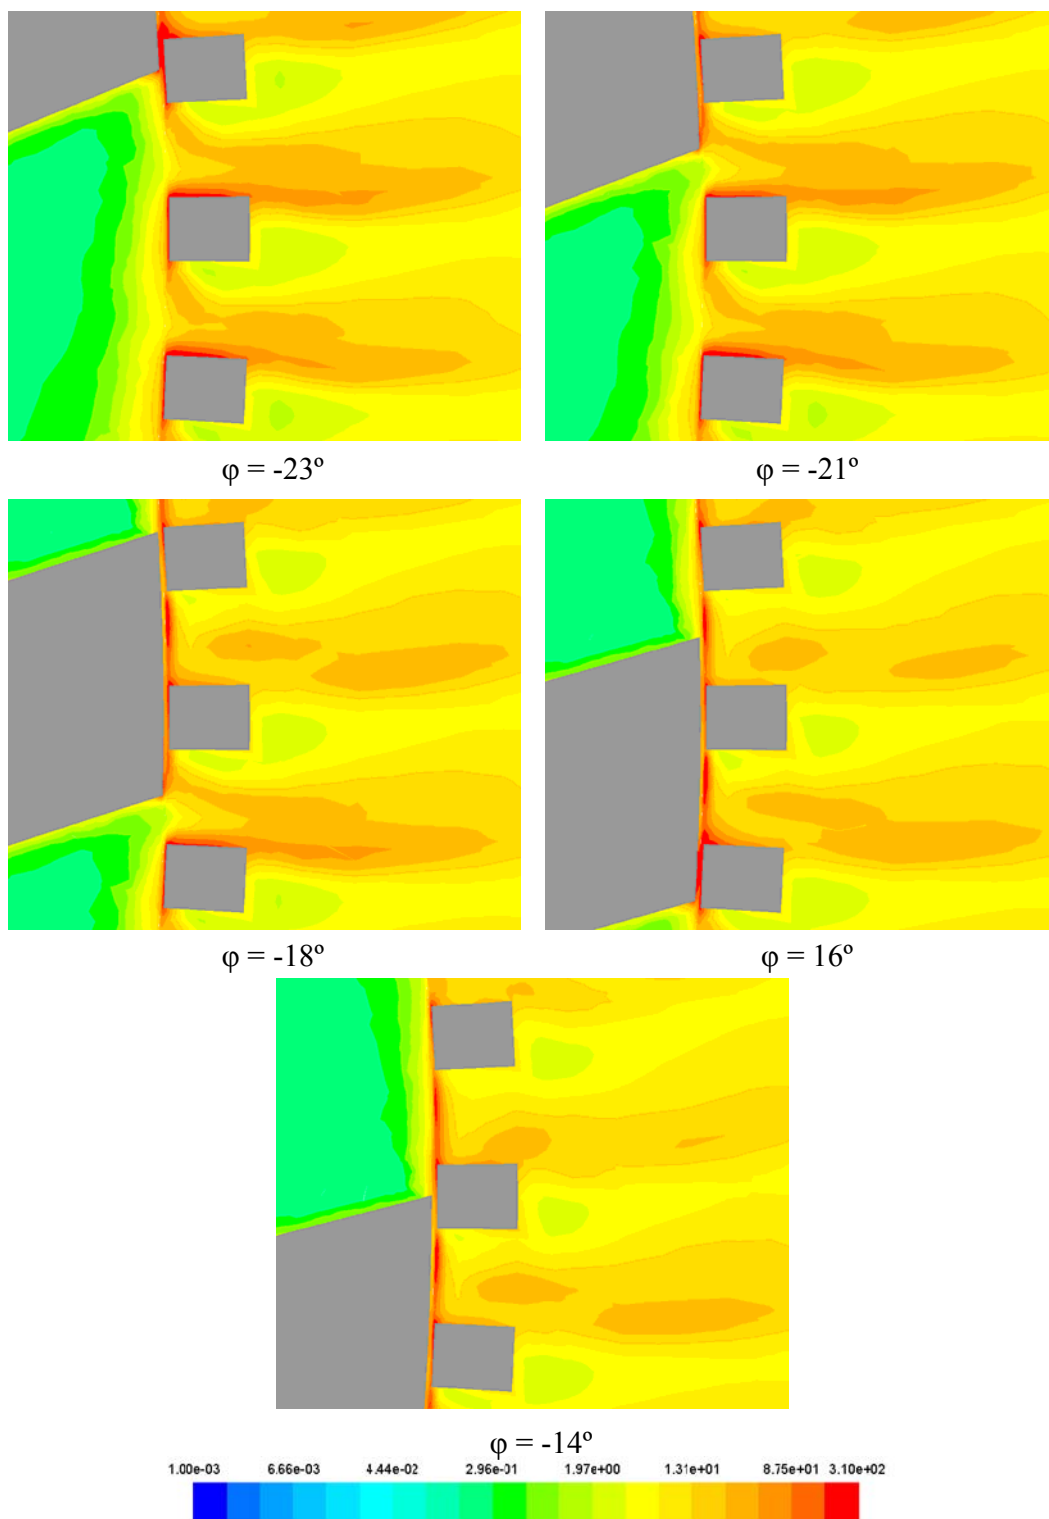 φ = -23º
φ = -21º
φ = -18º
φ = 16º
φ = -14º
1.00e-03 6.66e-03 4.44e-02 2.96e-01 1.97e+00 1.31e+01 8.75e+01 3.10e+02